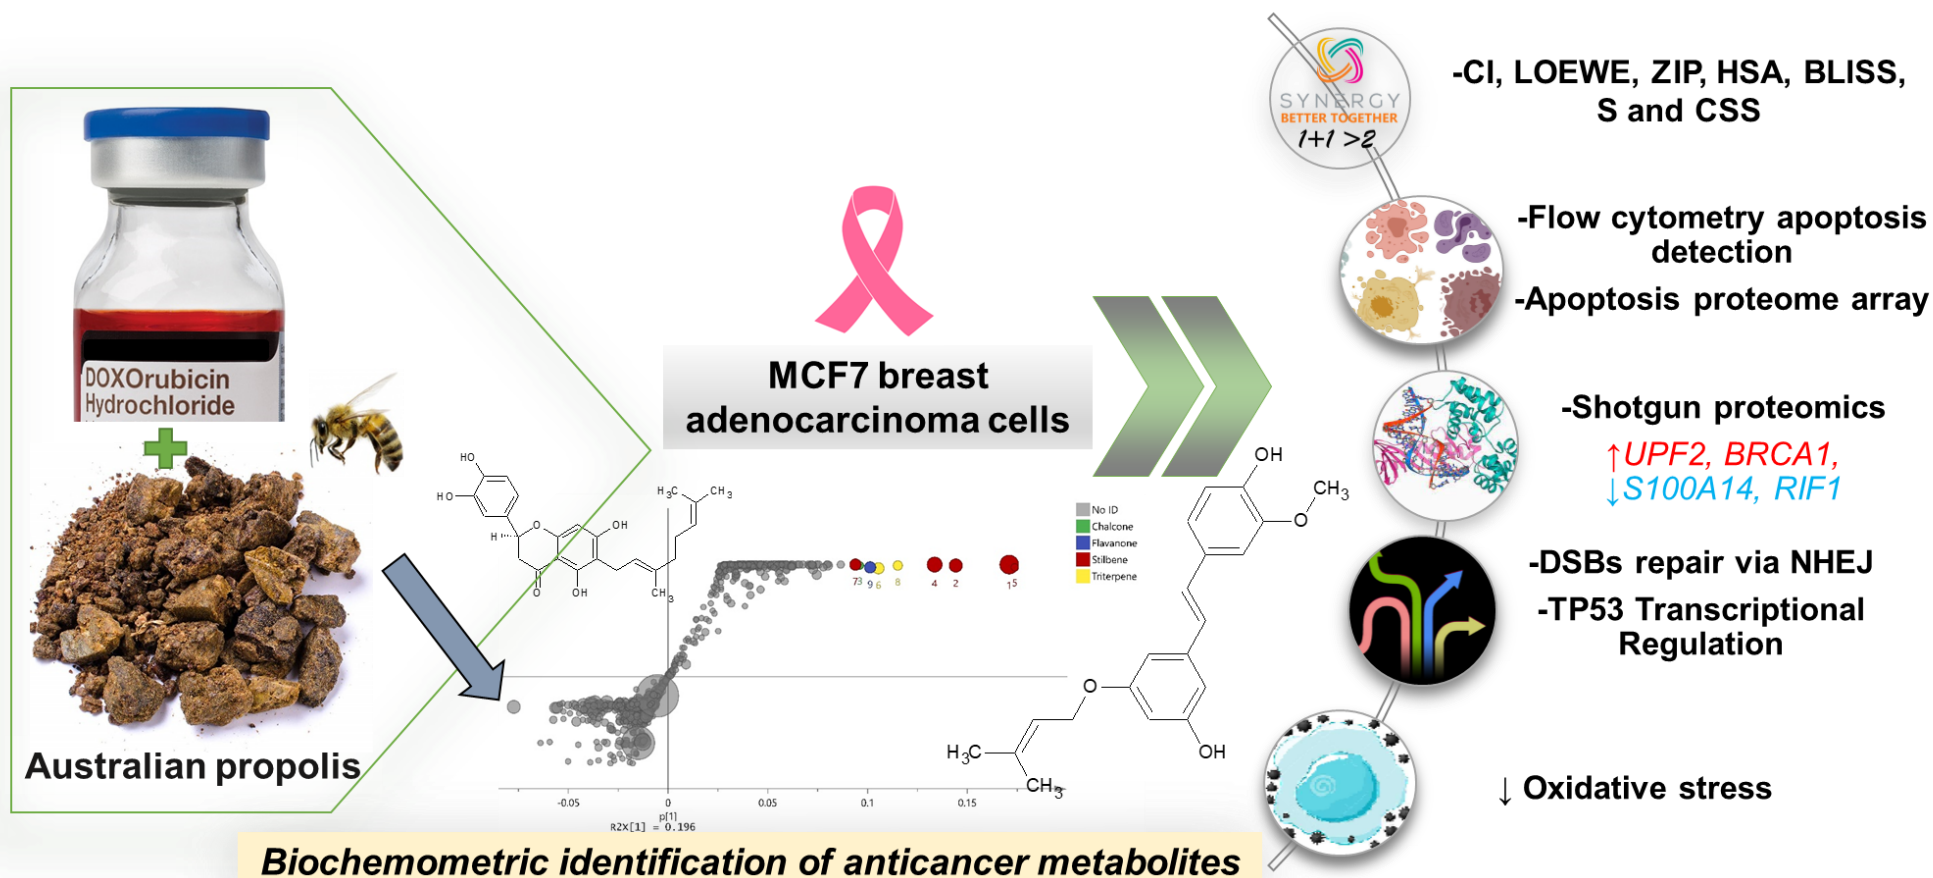 DOXOrubicin
Hydrochloride
Australian propolis
HO
HO
H
O
O
OH
OH
H₃C
CH₃
CH₃
MCF7 breast
adenocarcinoma cells
No ID
Chalcone
Flavanone
Stilbene
Triterpene
73
9
6
8
4
2
1
5
-0.05
0
0.05
0.1
0.15
p[1]
R2X[1] = 0.196
OH
CH₃
O
O
OH
H₃C
CH₃
Biochemometric identification of anticancer metabolites
SYNERGY
BETTER TOGETHER
1+1 >2
-CI, LOEWE, ZIP, HSA, BLISS,
S and CSS
-Flow cytometry apoptosis
detection
-Apoptosis proteome array
-Shotgun proteomics
↑UPF2, BRCA1,
↓S100A14, RIF1
-DSBs repair via NHEJ
-TP53 Transcriptional
Regulation
↓ Oxidative stress